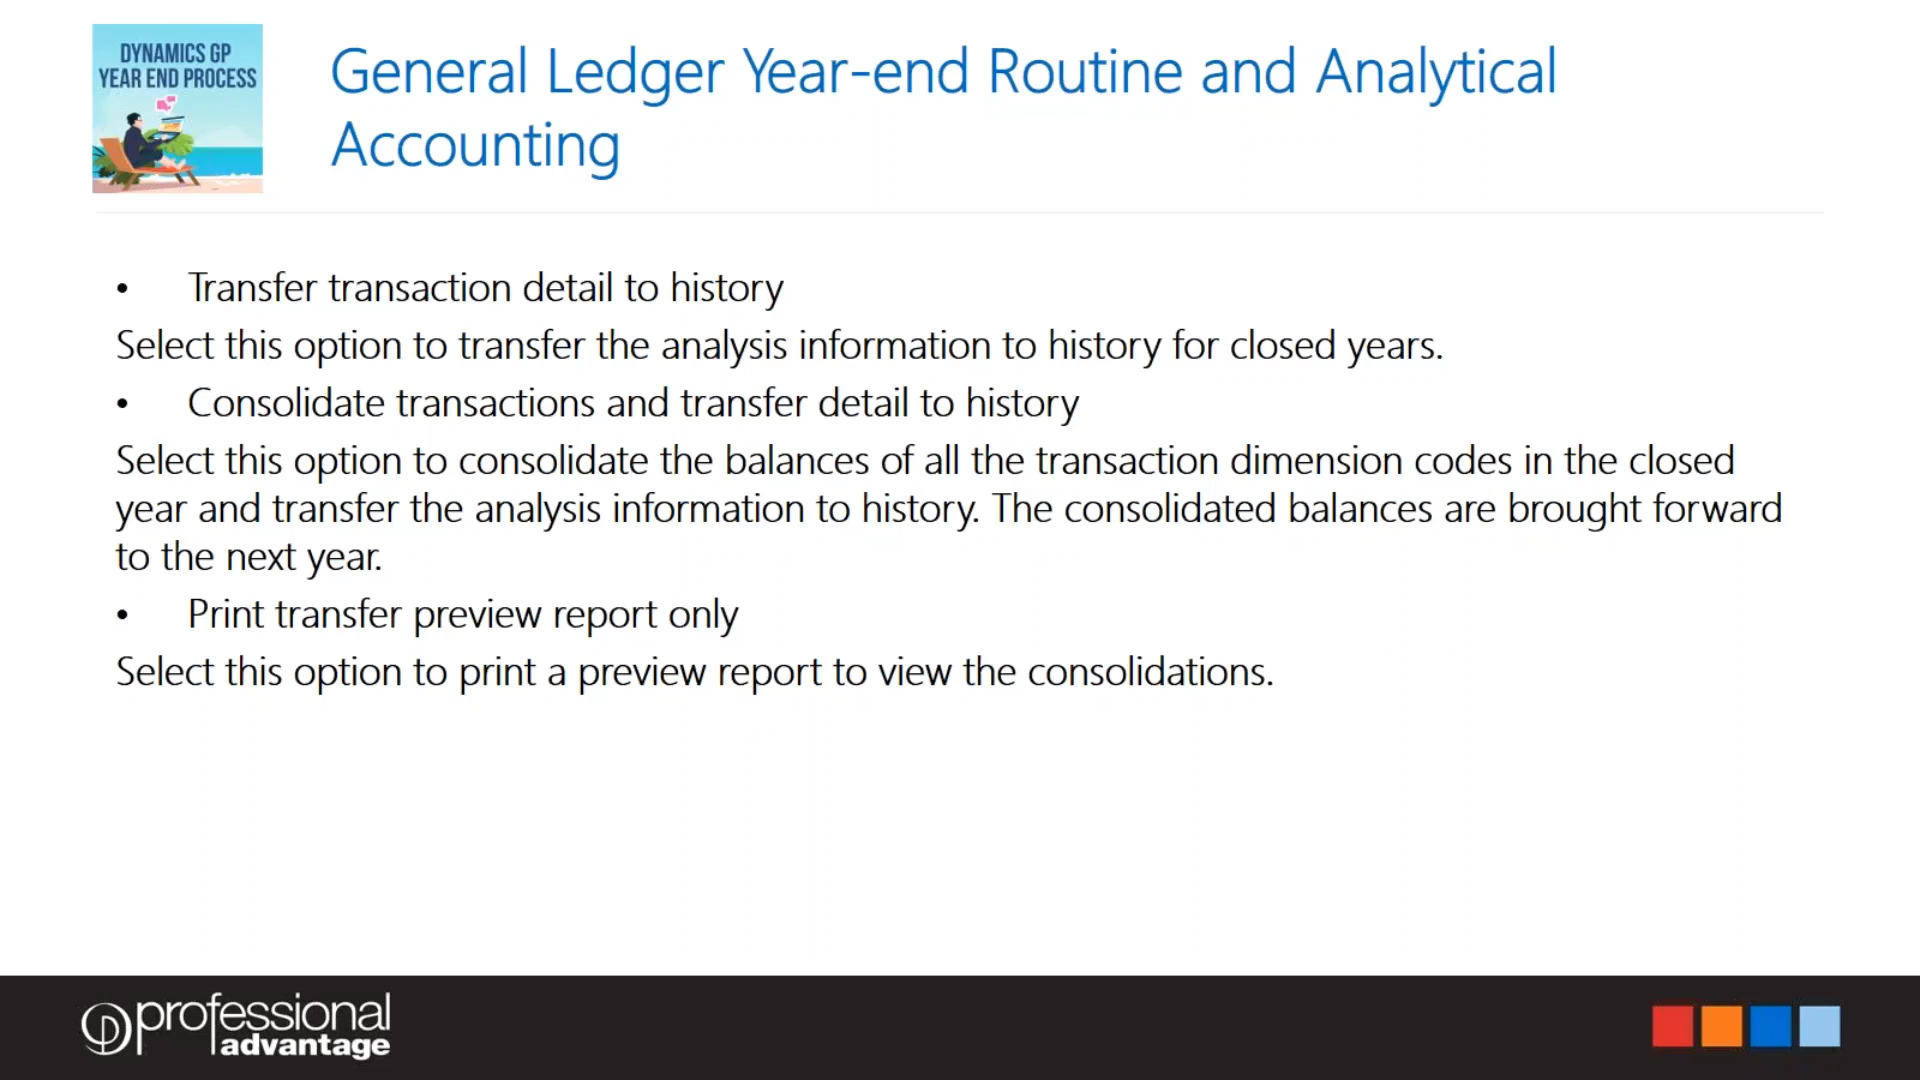 DYNAMICS GP
YEAR END PROCESS
General Ledger Year-end Routine and Analytical
Accounting
• Transfer transaction detail to history
Select this option to transfer the analysis information to history for closed years.
• Consolidate transactions and transfer detail to history
Select this option to consolidate the balances of all the transaction dimension codes in the closed
year and transfer the analysis information to history. The consolidated balances are brought forward
to the next year.
• Print transfer preview report only
Select this option to print a preview report to view the consolidations.
professional
advantage